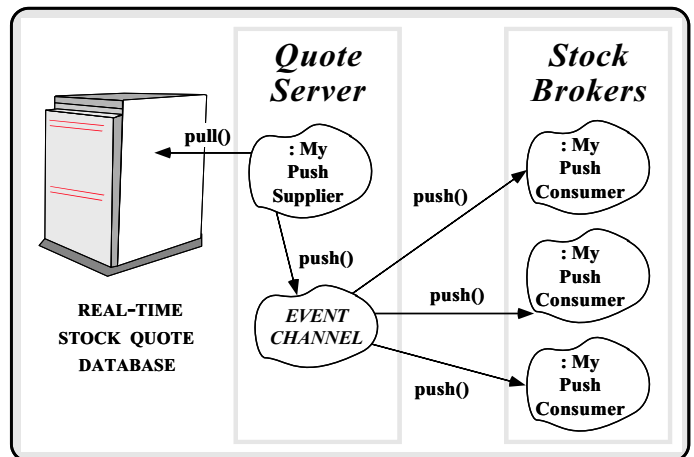 Quote
Server
Stock
Brokers
pull()
: My
Push
Supplier
: My
Push
Consumer
push()
push()
: My
Push
Consumer
push()
EVENT
CHANNEL
REAL-TIME
STOCK QUOTE
DATABASE
: My
Push
Consumer
push()